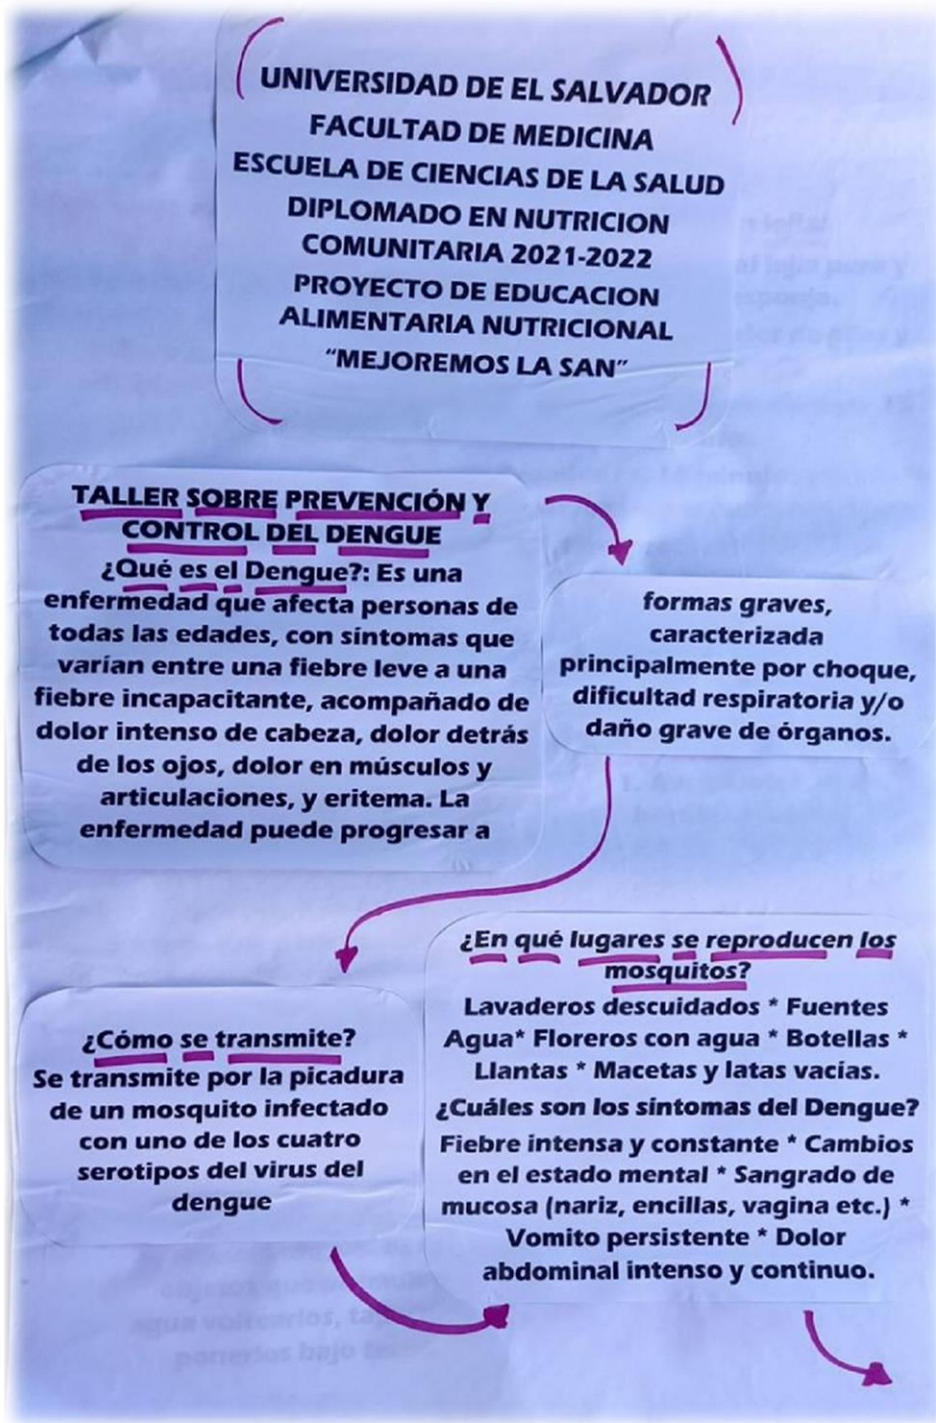 UNIVERSIDAD DE EL SALVADOR
FACULTAD DE MEDICINA
ESCUELA DE CIENCIAS DE LA SALUD
DIPLOMADO EN NUTRICION
COMUNITARIA 2021-2022
PROYECTO DE EDUCACION
ALIMENTARIA NUTRICIONAL
“MEJOREMOS LA SAN”
TALLER SOBRE PREVENCIÓN Y
CONTROL DEL DENGUE
¿Qué es el Dengue?: Es una
enfermedad que afecta personas de
todas las edades, con síntomas que
varían entre una fiebre leve a una
fiebre incapacitante, acompañado de
dolor intenso de cabeza, dolor detrás
de los ojos, dolor en músculos y
articulaciones, y eritema. La
enfermedad puede progresar a
formas graves,
caracterizada
principalmente por choque,
dificultad respiratoria y/o
daño grave de órganos.
¿Cómo se transmite?
Se transmite por la picadura
de un mosquito infectado
con uno de los cuatro
serotipos del virus del
dengue
¿En qué lugares se reproducen los
mosquitos?
Lavaderos descuidados * Fuentes
Agua* Floreros con agua * Botellas *
Llantas * Macetas y latas vacías.
¿Cuáles son los síntomas del Dengue?
Fiebre intensa y constante * Cambios
en el estado mental * Sangrado de
mucosa (nariz, encillas, vagina etc.) *
Vomito persistente * Dolor
abdominal intenso y continuo.